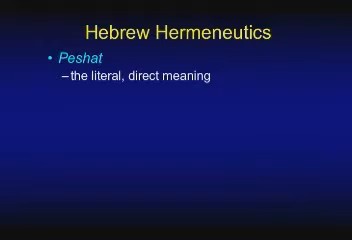 Hebrew Hermeneutics
• Peshat
– the literal, direct meaning